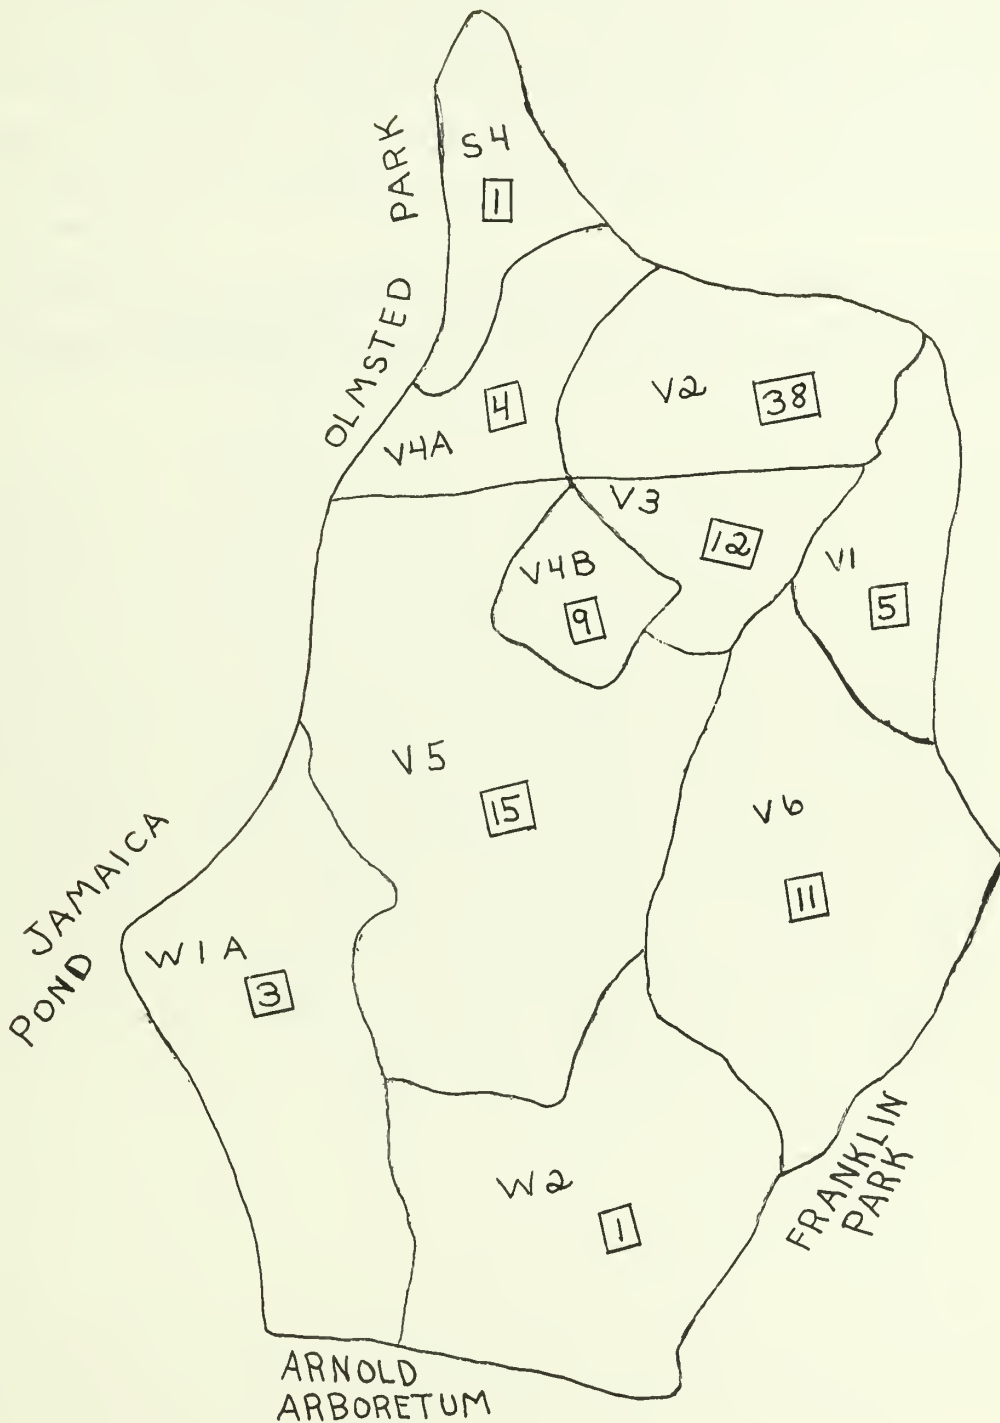 S4
1
OLMSTED PARK
V2
38
4
V4A
V3
12
V4B
9
V1
5
V5
15
V6
11
JAMAICA
POND
W1A
3
W2
1
FRANKLIN
PARK
ARNOLD
ARBORETUM